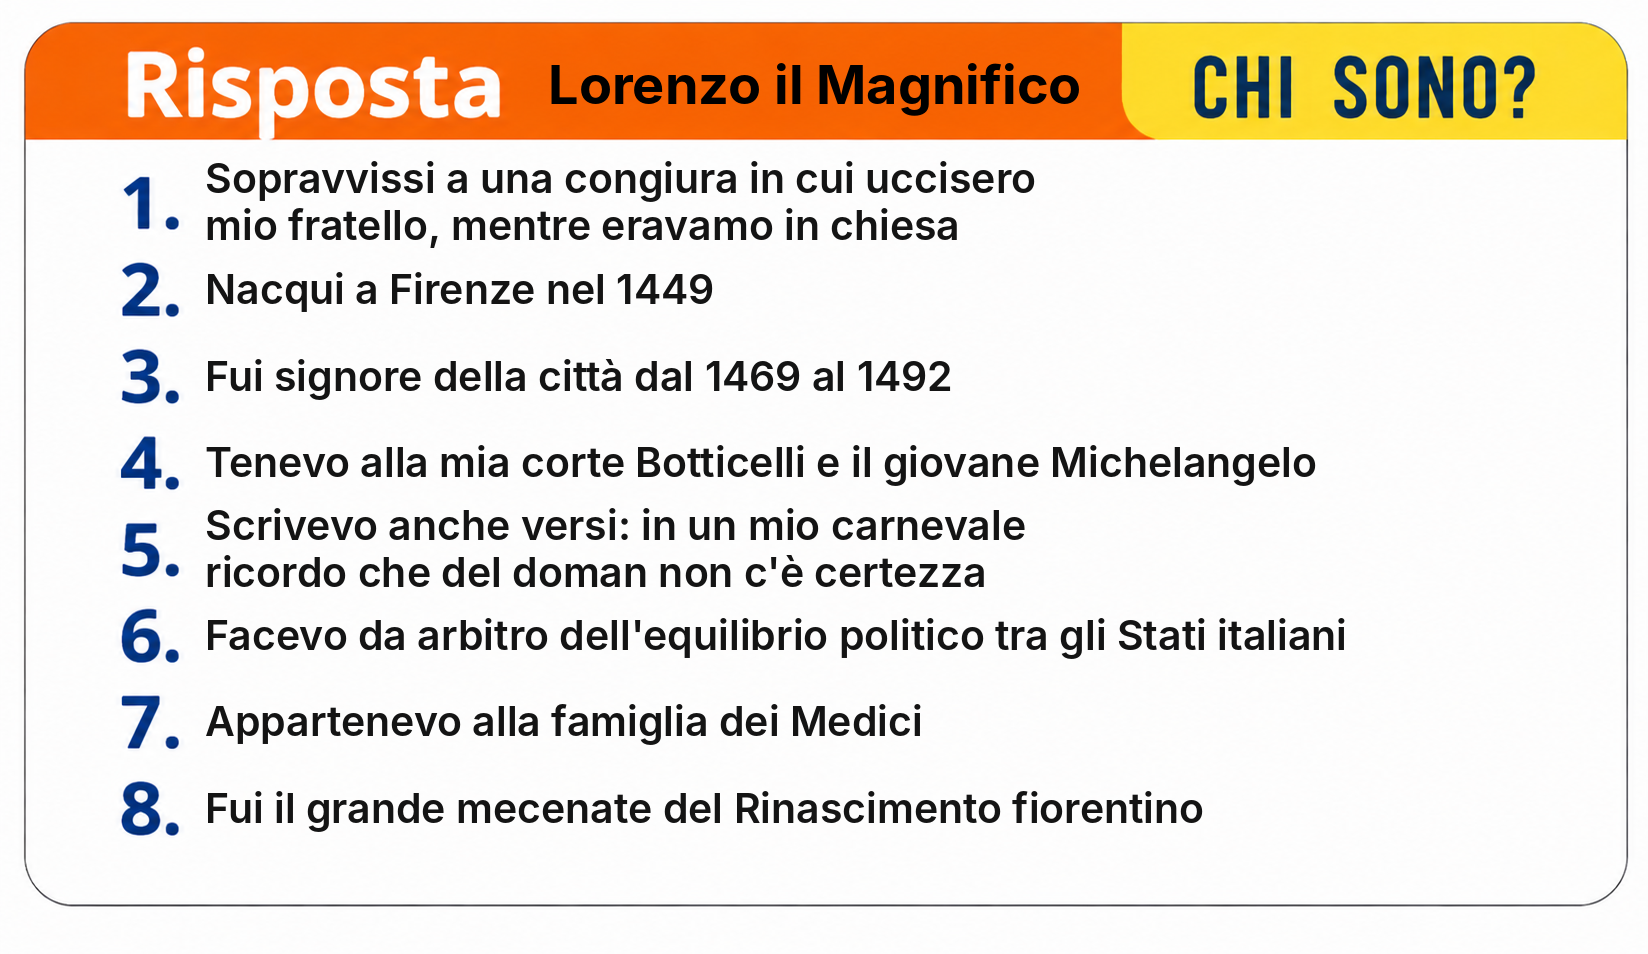 Risposta Lorenzo il Magnifico CHI SONO?
1. Sopravvissi a una congiura in cui uccisero
mio fratello, mentre eravamo in chiesa
2. Nacqui a Firenze nel 1449
3. Fui signore della città dal 1469 al 1492
4. Tenevo alla mia corte Botticelli e il giovane Michelangelo
5. Scrivevo anche versi: in un mio carnevale
ricordo che del doman non c'è certezza
6. Facevo da arbitro dell'equilibrio politico tra gli Stati italiani
7. Appartenevo alla famiglia dei Medici
8. Fui il grande mecenate del Rinascimento fiorentino